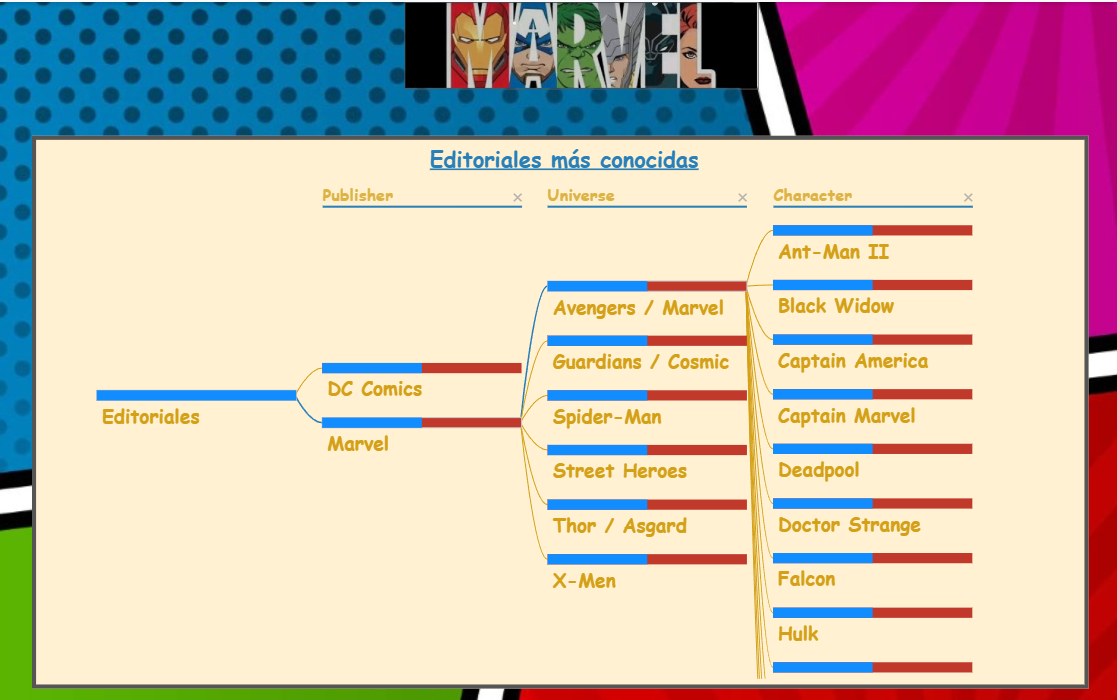 MARVEL
Editoriales más conocidas
Publisher × Universe × Character ×
Ant-Man II
Black Widow
Avengers / Marvel
Captain America
Guardians / Cosmic
DC Comics
Captain Marvel
Editoriales
Spider-Man
Marvel
Deadpool
Street Heroes
Doctor Strange
Thor / Asgard
Falcon
X-Men
Hulk